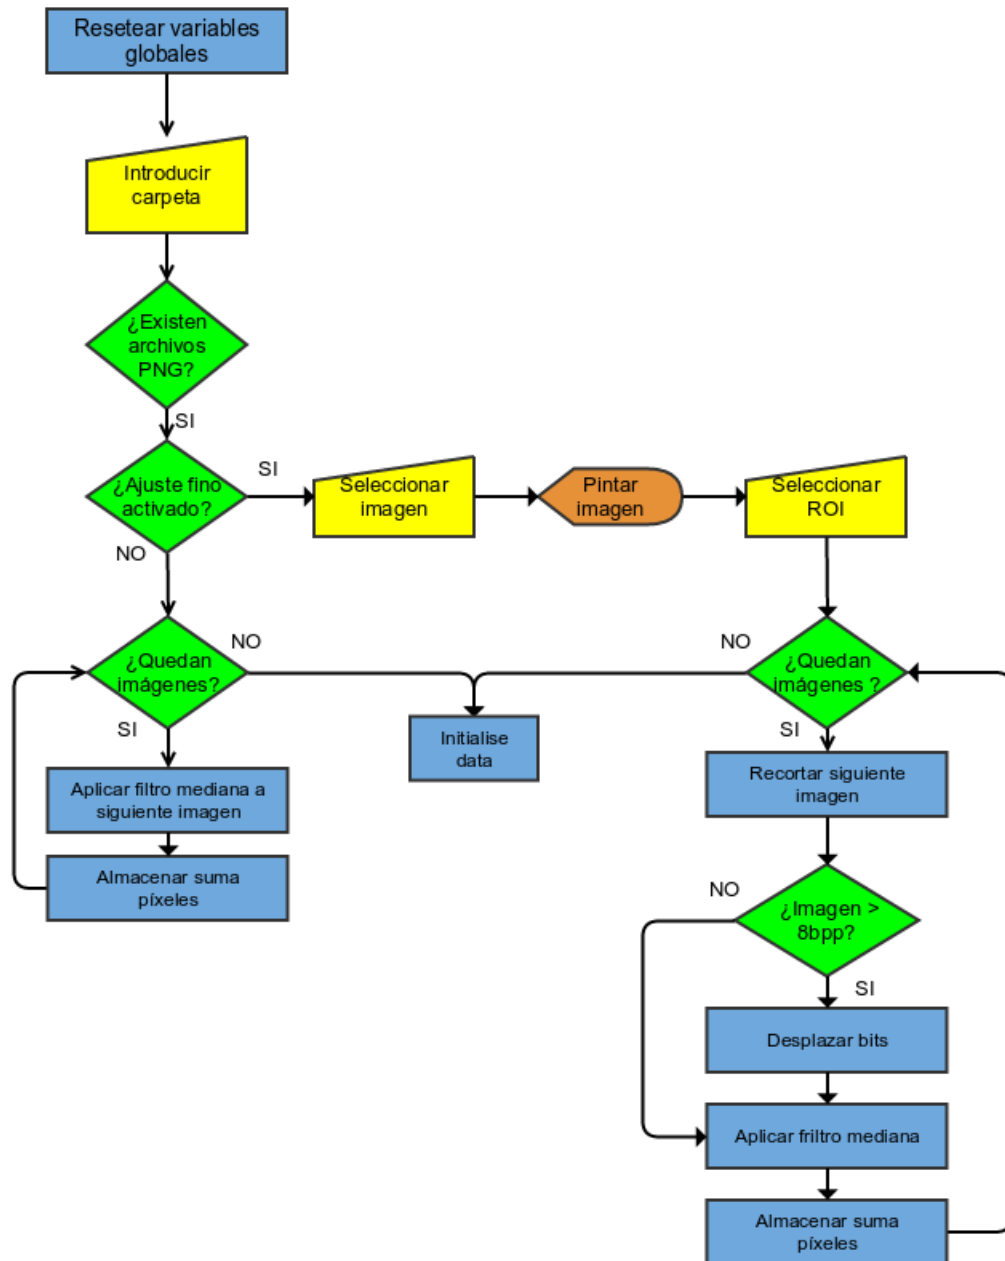 Resetear variables
globales
Introducir
carpeta
¿Existen
archivos
PNG?
SI
¿Ajuste fino
activado?
SI
Seleccionar
imagen
Pintar
imagen
Seleccionar
ROI
NO
¿Quedan
imágenes?
NO
NO
¿Quedan
imágenes ?
SI
Initialise
data
SI
Aplicar filtro mediana a
siguiente imagen
Recortar siguiente
imagen
Almacenar suma
píxeles
NO
¿Imagen >
8bpp?
SI
Desplazar bits
Aplicar friltro mediana
Almacenar suma
píxeles